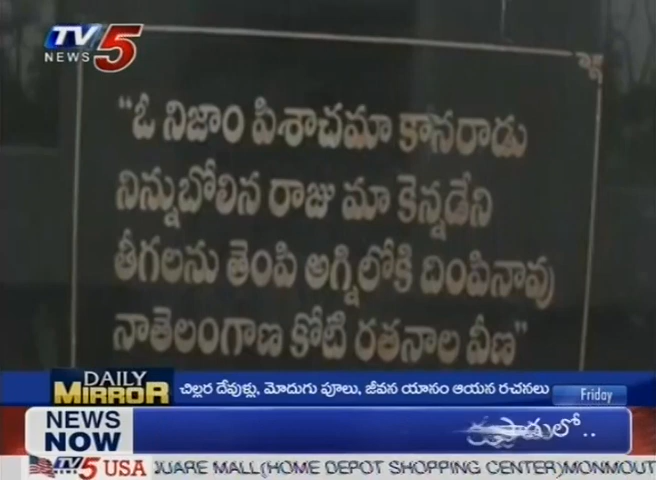 TV5
NEWS
"ఓ నిజాం పిశాచమా కానరాడు
నిన్నుబోలిన రాజు మా కెన్నడేని
తీగలను తెంపి అగ్నిలోకి దింపినావు
నాతెలంగాణ కోటి రతనాల వీణ"
DAILY
MIRROR
చిల్లర దేవుళ్లు, మోదుగు పూలు, జీవన యానం ఆయన రచనలు
Friday
NEWS
NOW
TV5 USA
UARE MALL(HOME DEPOT SHOPPING CENTER)MONMOUT